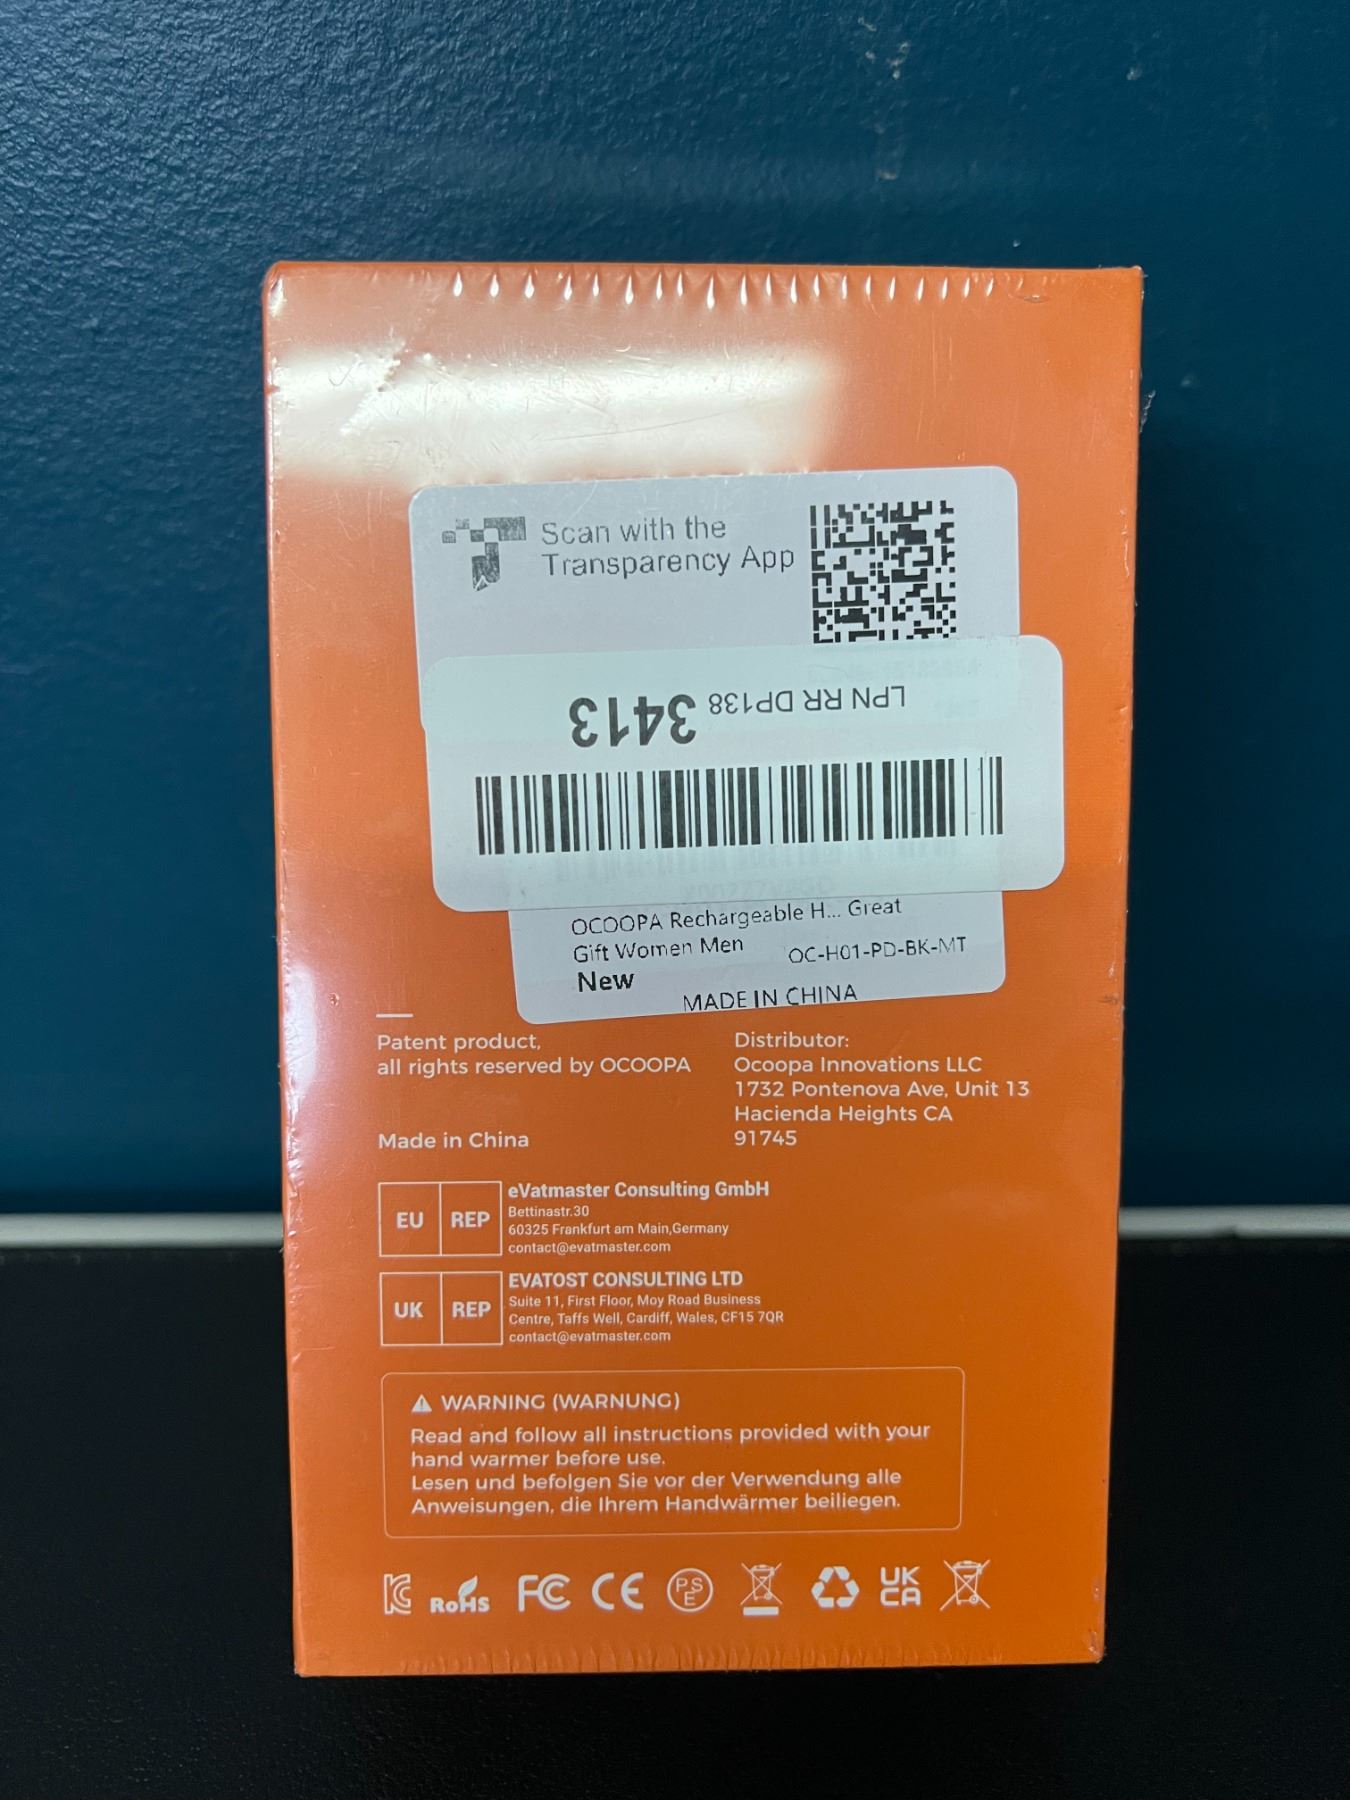 Scan with the
Transparency App
LPN RR DP138 3413
OCOOPA Rechargeable H... Great
Gift Women Men
OC-H01-PD-BK-MT
New
MADE IN CHINA
Patent product,
all rights reserved by OCOOPA
Made in China
Distributor:
Ocoopa Innovations LLC
1732 Pontenova Ave, Unit 13
Hacienda Heights CA
91745
EU REP
eVatmaster Consulting GmbH
Bettinastr.30
60325 Frankfurt am Main,Germany
contact@evatmaster.com
UK REP
EVATOST CONSULTING LTD
Suite 11, First Floor, Moy Road Business
Centre, Taffs Well, Cardiff, Wales, CF15 7QR
contact@evatmaster.com
WARNING (WARNUNG)
Read and follow all instructions provided with your
hand warmer before use.
Lesen und befolgen Sie vor der Verwendung alle
Anweisungen, die Ihrem Handwärmer beiliegen.
RoHS FC CE PSE UKCA